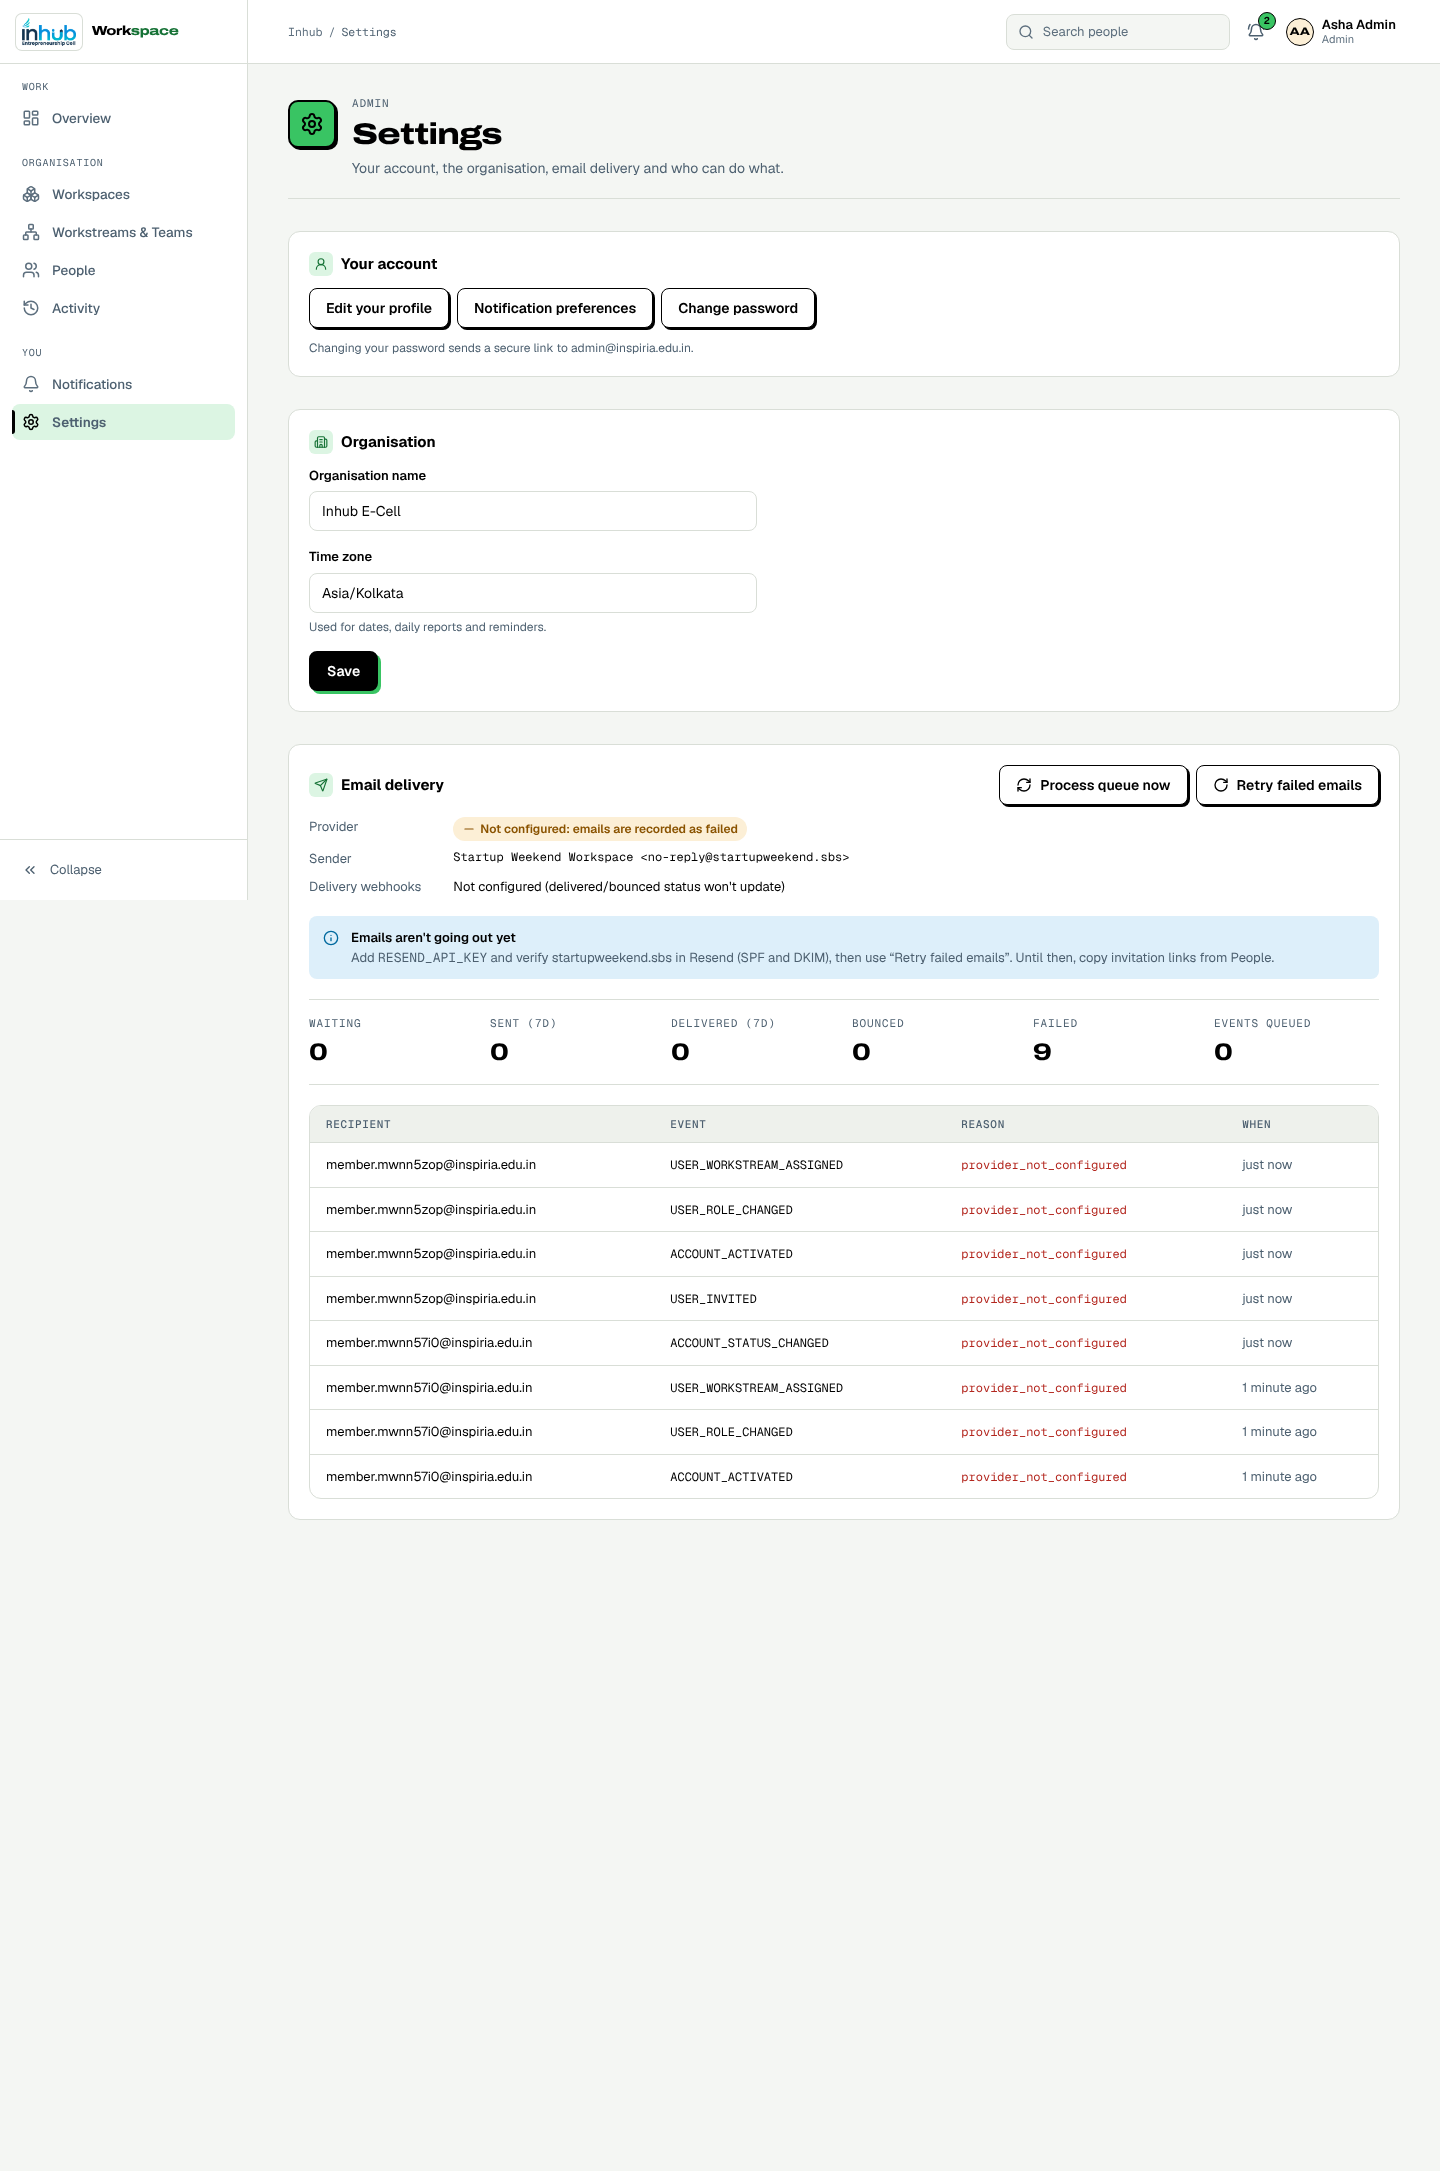 inhub
Entrepreneurship Cell
Workspace
Inhub / Settings
Search people
2
AA
Asha Admin
Admin
WORK
Overview
ORGANISATION
Workspaces
Workstreams & Teams
People
Activity
YOU
Notifications
Settings
Collapse
ADMIN
Settings
Your account, the organisation, email delivery and who can do what.
Your account
Edit your profile
Notification preferences
Change password
Changing your password sends a secure link to admin@inspiria.edu.in.
Organisation
Organisation name
Inhub E-Cell
Time zone
Asia/Kolkata
Used for dates, daily reports and reminders.
Save
Email delivery
Process queue now
Retry failed emails
Provider
— Not configured: emails are recorded as failed
Sender
Startup Weekend Workspace <no-reply@startupweekend.sbs>
Delivery webhooks
Not configured (delivered/bounced status won't update)
Emails aren't going out yet
Add RESEND_API_KEY and verify startupweekend.sbs in Resend (SPF and DKIM), then use “Retry failed emails”. Until then, copy invitation links from People.
WAITING SENT (7D) DELIVERED (7D) BOUNCED FAILED EVENTS QUEUED
0 0 0 0 9 0
RECIPIENT EVENT REASON WHEN
member.mwnn5zop@inspiria.edu.in USER_WORKSTREAM_ASSIGNED provider_not_configured just now
member.mwnn5zop@inspiria.edu.in USER_ROLE_CHANGED provider_not_configured just now
member.mwnn5zop@inspiria.edu.in ACCOUNT_ACTIVATED provider_not_configured just now
member.mwnn5zop@inspiria.edu.in USER_INVITED provider_not_configured just now
member.mwnn57i0@inspiria.edu.in ACCOUNT_STATUS_CHANGED provider_not_configured just now
member.mwnn57i0@inspiria.edu.in USER_WORKSTREAM_ASSIGNED provider_not_configured 1 minute ago
member.mwnn57i0@inspiria.edu.in USER_ROLE_CHANGED provider_not_configured 1 minute ago
member.mwnn57i0@inspiria.edu.in ACCOUNT_ACTIVATED provider_not_configured 1 minute ago